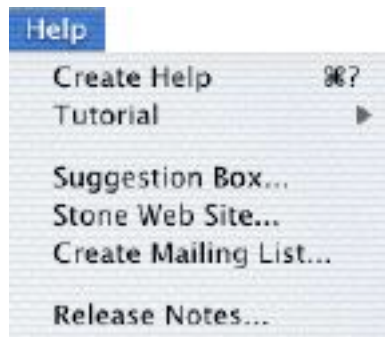 Help
Create Help ⌘?
Tutorial
Suggestion Box...
Stone Web Site...
Create Mailing List...
Release Notes...